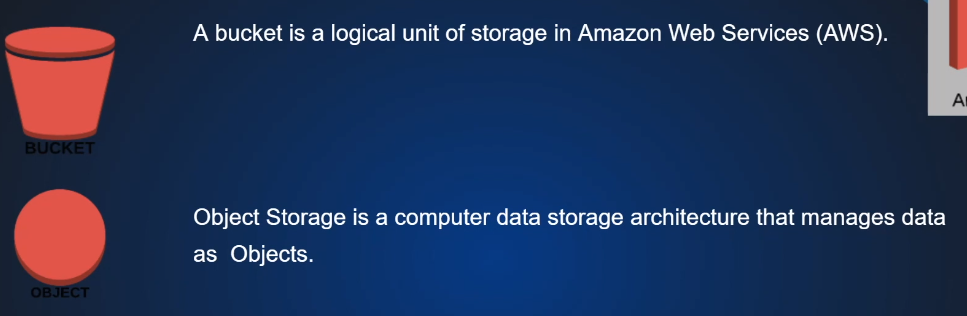 A bucket is a logical unit of storage in Amazon Web Services (AWS).
BUCKET
Object Storage is a computer data storage architecture that manages data
as Objects.
OBJECT